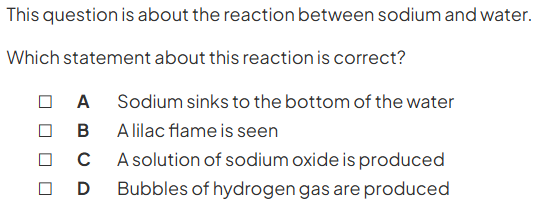 This question is about the reaction between sodium and water.
Which statement about this reaction is correct?
A Sodium sinks to the bottom of the water
B A lilac flame is seen
C A solution of sodium oxide is produced
D Bubbles of hydrogen gas are produced